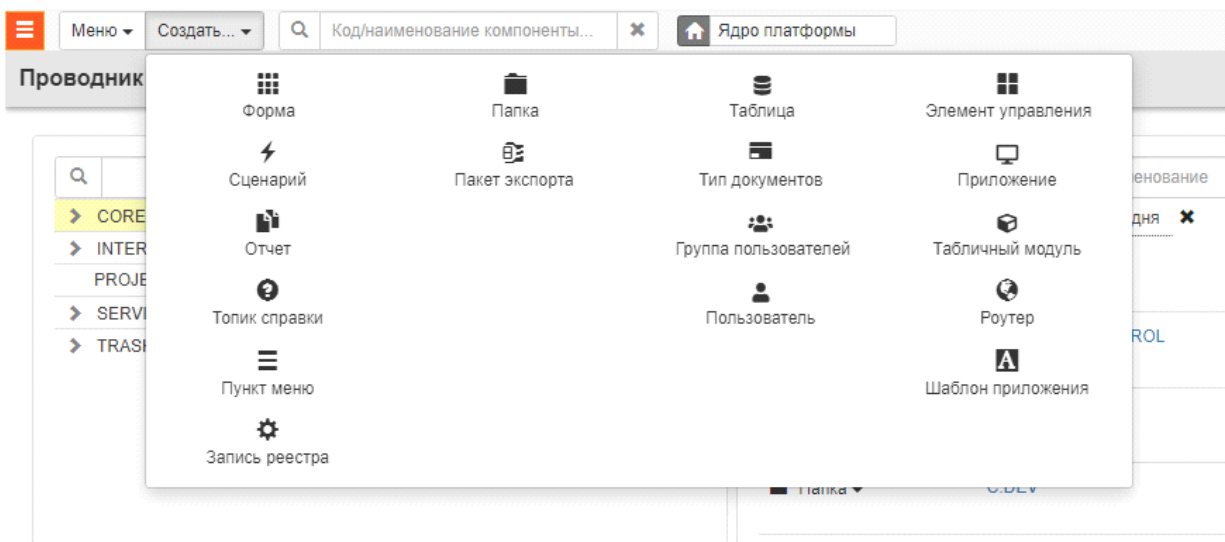 Меню Создать... Код/наименование компоненты... Ядро платформы
Проводник
Форма Папка Таблица Элемент управления
Сценарий Пакет экспорта Тип документов Приложение
енование
CORE
дня
Отчет Группа пользователей Табличный модуль
INTER
PROJE
Топик справки Пользователь Роутер
SERVI
ROL
TRASH
Пункт меню Шаблон приложения
Запись реестра
Папка C.DEV